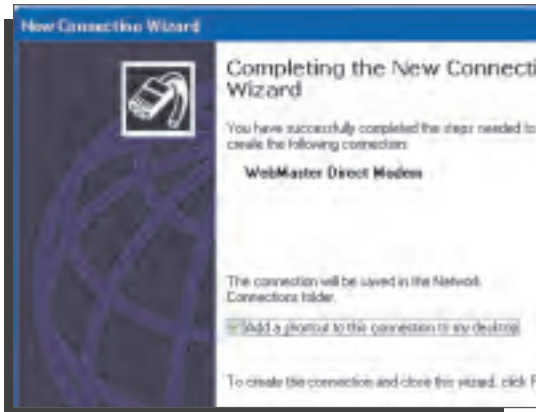 New Connection Wizard
Completing the New Connecti
Wizard
You have successfully completed the steps needed to
create the following connection:
WebMaster Direct Modem
The connection will be saved in the Network
Connections folder.
Add a shortcut to this connection to my desktop
To create the connection and close this wizard, click F